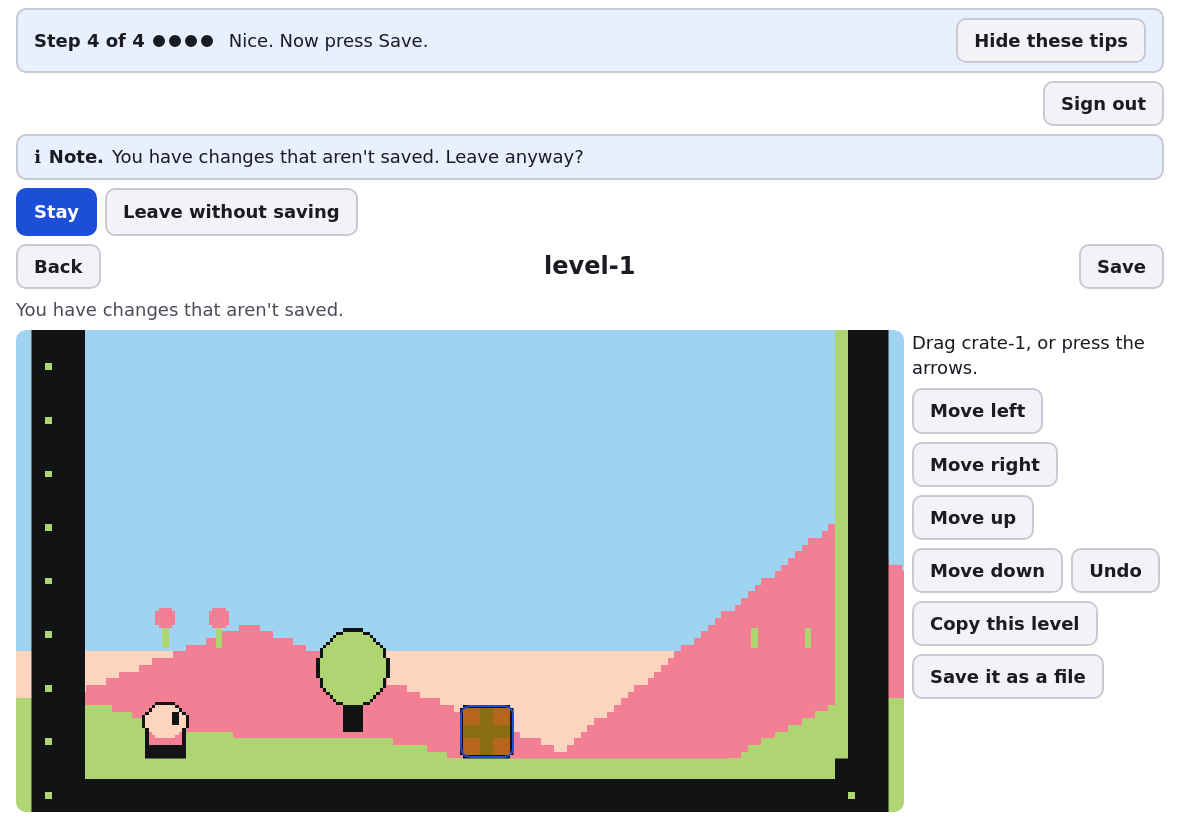 Step 4 of 4 ●●●● Nice. Now press Save.
Hide these tips
Sign out
ℹ Note. You have changes that aren't saved. Leave anyway?
Stay
Leave without saving
Back
level-1
Save
You have changes that aren't saved.
Drag crate-1, or press the
arrows.
Move left
Move right
Move up
Move down
Undo
Copy this level
Save it as a file